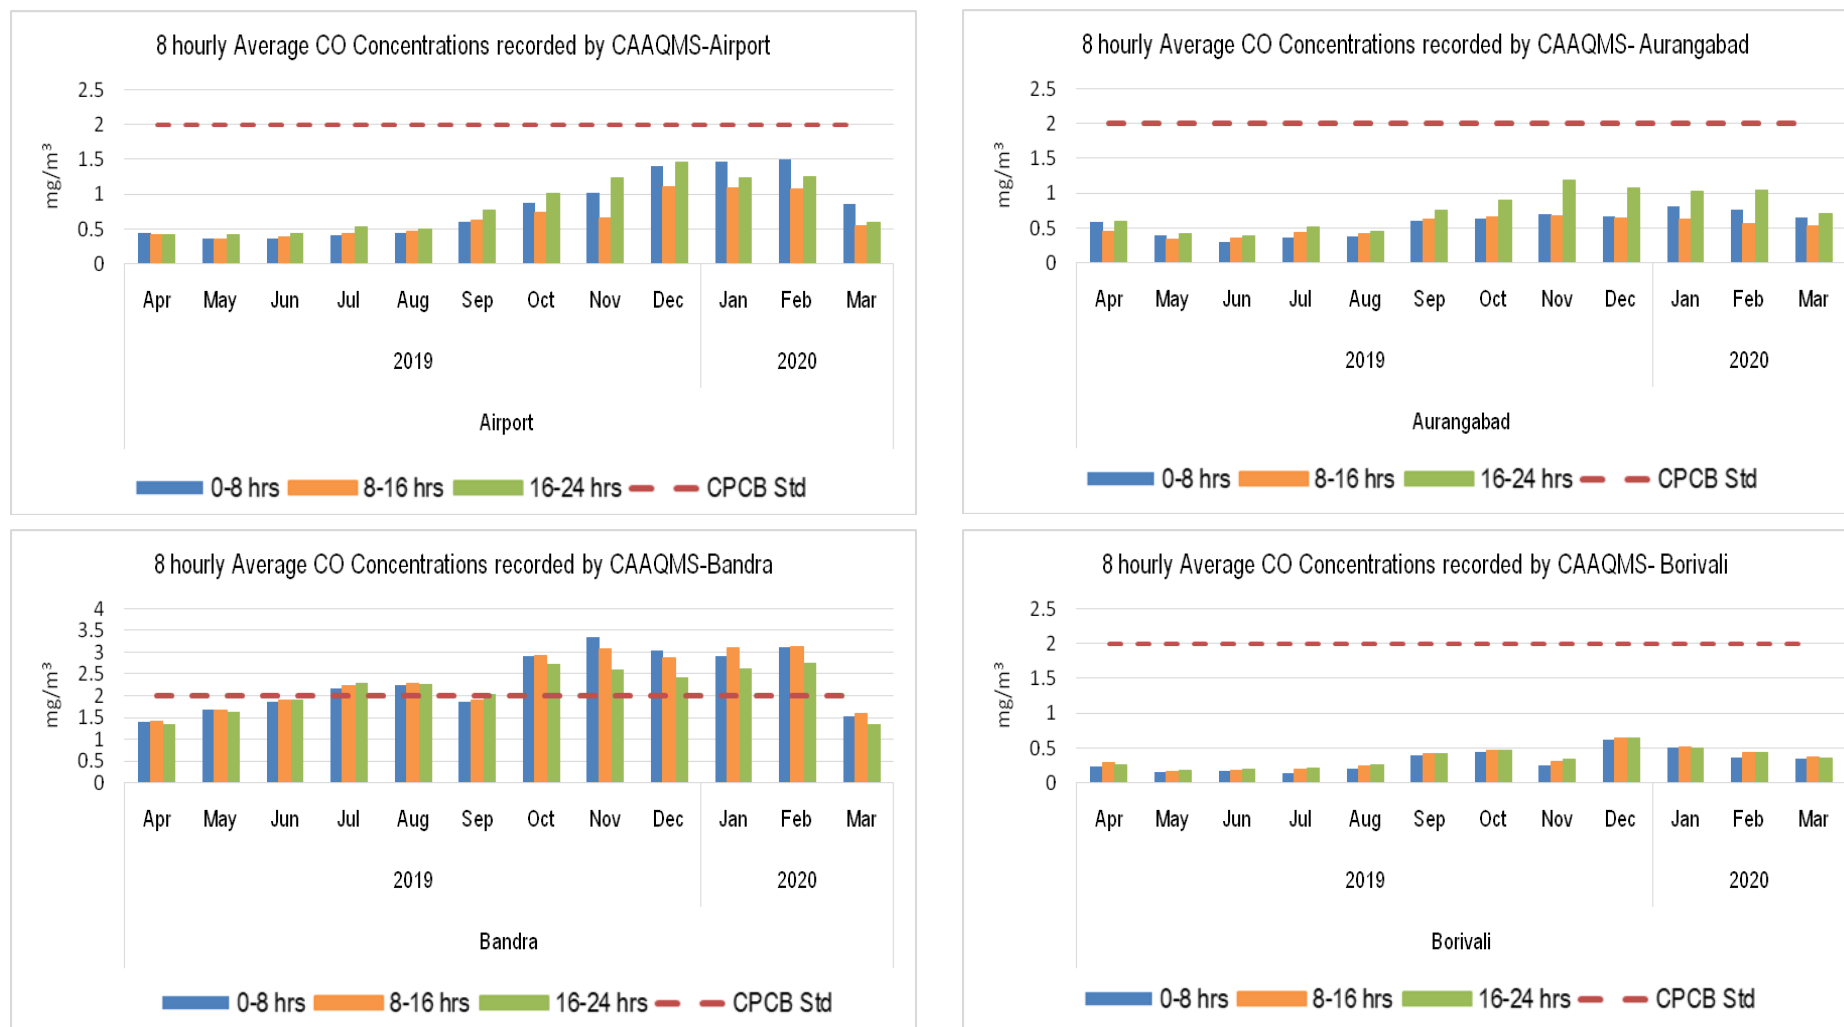 8 hourly Average CO Concentrations recorded by CAAQMS-Airport
2.5
2
1.5
1
0.5
0
mg/m³
Apr May Jun Jul Aug Sep Oct Nov Dec Jan Feb Mar
2019 2020
Airport
0-8 hrs 8-16 hrs 16-24 hrs CPCB Std
8 hourly Average CO Concentrations recorded by CAAQMS- Aurangabad
2.5
2
1.5
1
0.5
0
mg/m³
Apr May Jun Jul Aug Sep Oct Nov Dec Jan Feb Mar
2019 2020
Aurangabad
0-8 hrs 8-16 hrs 16-24 hrs CPCB Std
8 hourly Average CO Concentrations recorded by CAAQMS-Bandra
4
3.5
3
2.5
2
1.5
1
0.5
0
mg/m³
Apr May Jun Jul Aug Sep Oct Nov Dec Jan Feb Mar
2019 2020
Bandra
0-8 hrs 8-16 hrs 16-24 hrs CPCB Std
8 hourly Average CO Concentrations recorded by CAAQMS- Borivali
2.5
2
1.5
1
0.5
0
mg/m³
Apr May Jun Jul Aug Sep Oct Nov Dec Jan Feb Mar
2019 2020
Borivali
0-8 hrs 8-16 hrs 16-24 hrs CPCB Std